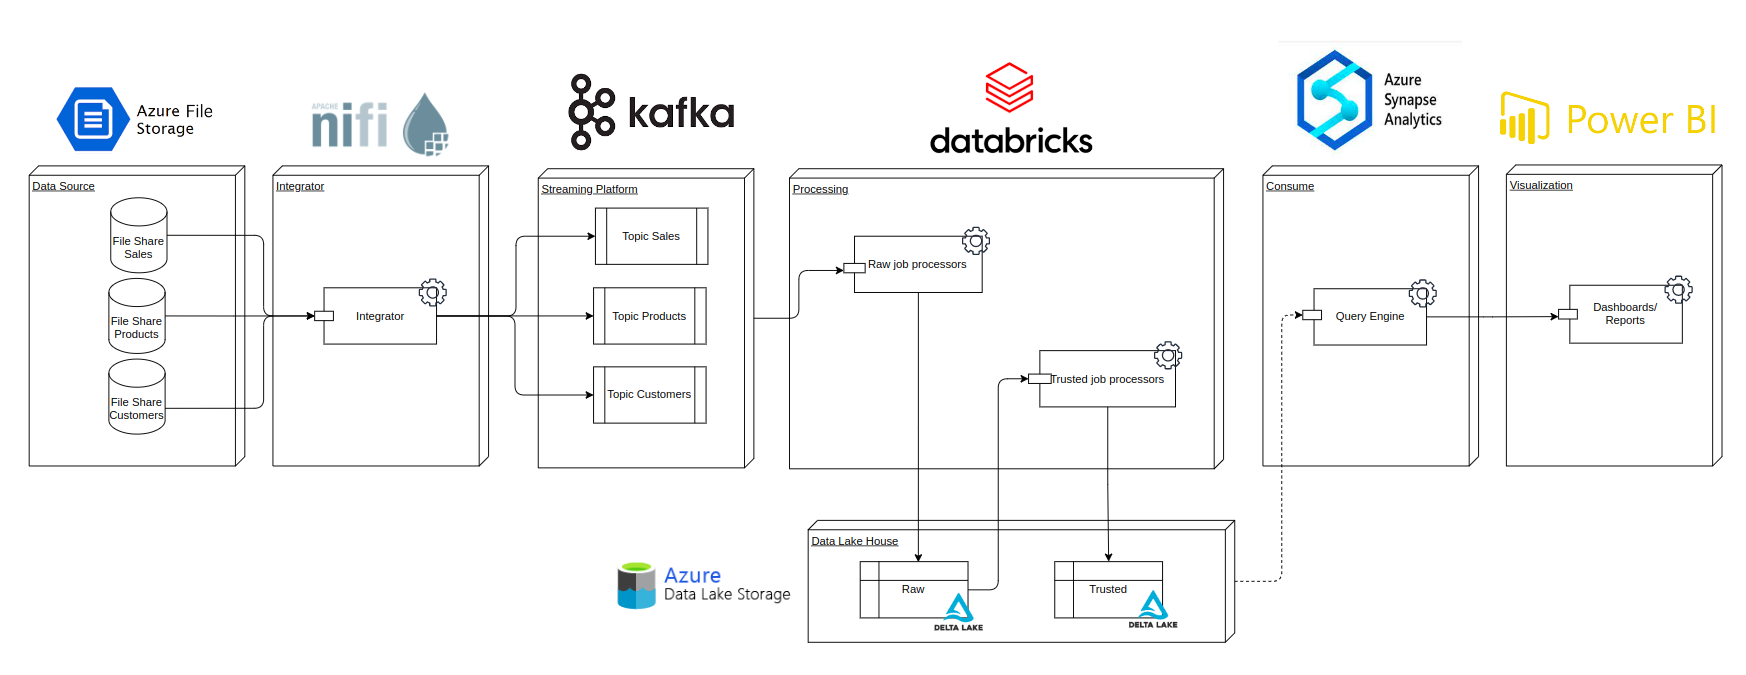 Azure File
Storage
APACHE
nifi
kafka
databricks
Azure
Synapse
Analytics
Power BI
Data Source
File Share
Sales
File Share
Products
File Share
Customers
Integrator
Integrator
Streaming Platform
Topic Sales
Topic Products
Topic Customers
Processing
Raw job processors
Trusted job processors
Consume
Query Engine
Visualization
Dashboards/
Reports
Azure
Data Lake Storage
Data Lake House
Raw
DELTA LAKE
Trusted
DELTA LAKE